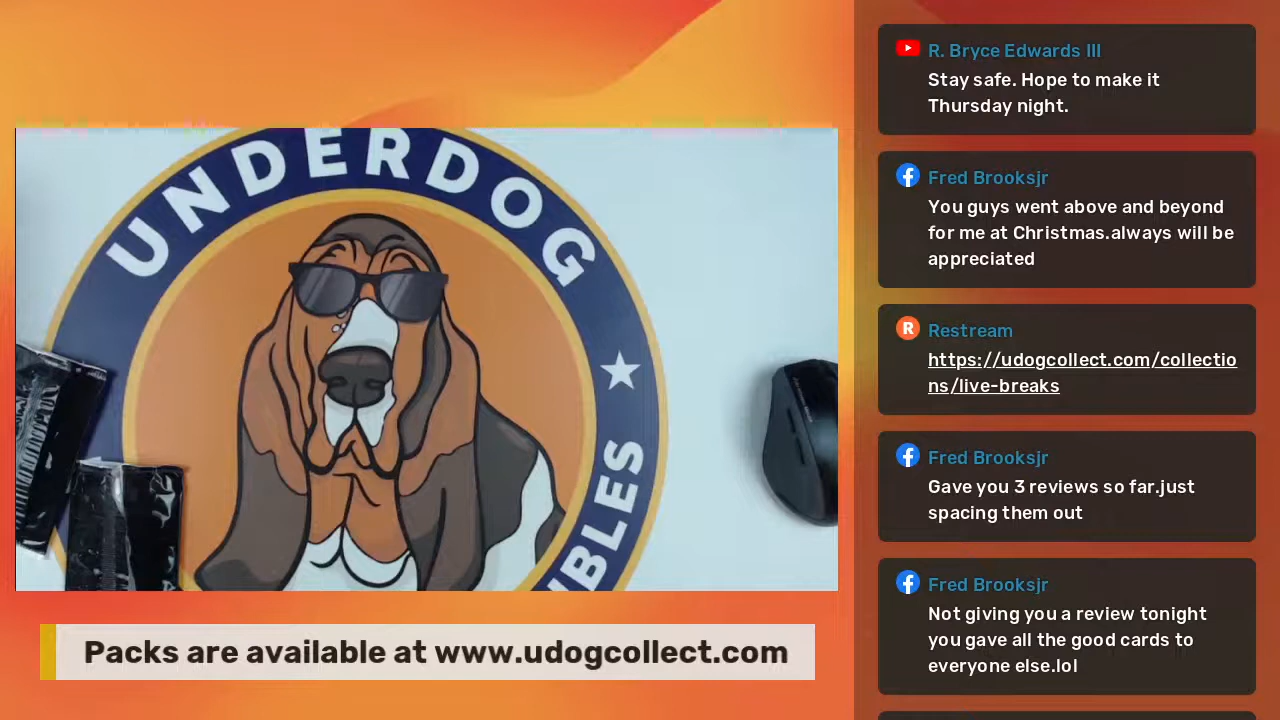 UNDERDOG
IBLES
Packs are available at www.udogcollect.com
R. Bryce Edwards III
Stay safe. Hope to make it
Thursday night.
Fred Brooksjr
You guys went above and beyond
for me at Christmas.always will be
appreciated
R
Restream
https://udogcollect.com/collectio
ns/live-breaks
Fred Brooksjr
Gave you 3 reviews so far.just
spacing them out
Fred Brooksjr
Not giving you a review tonight
you gave all the good cards to
everyone else.lol